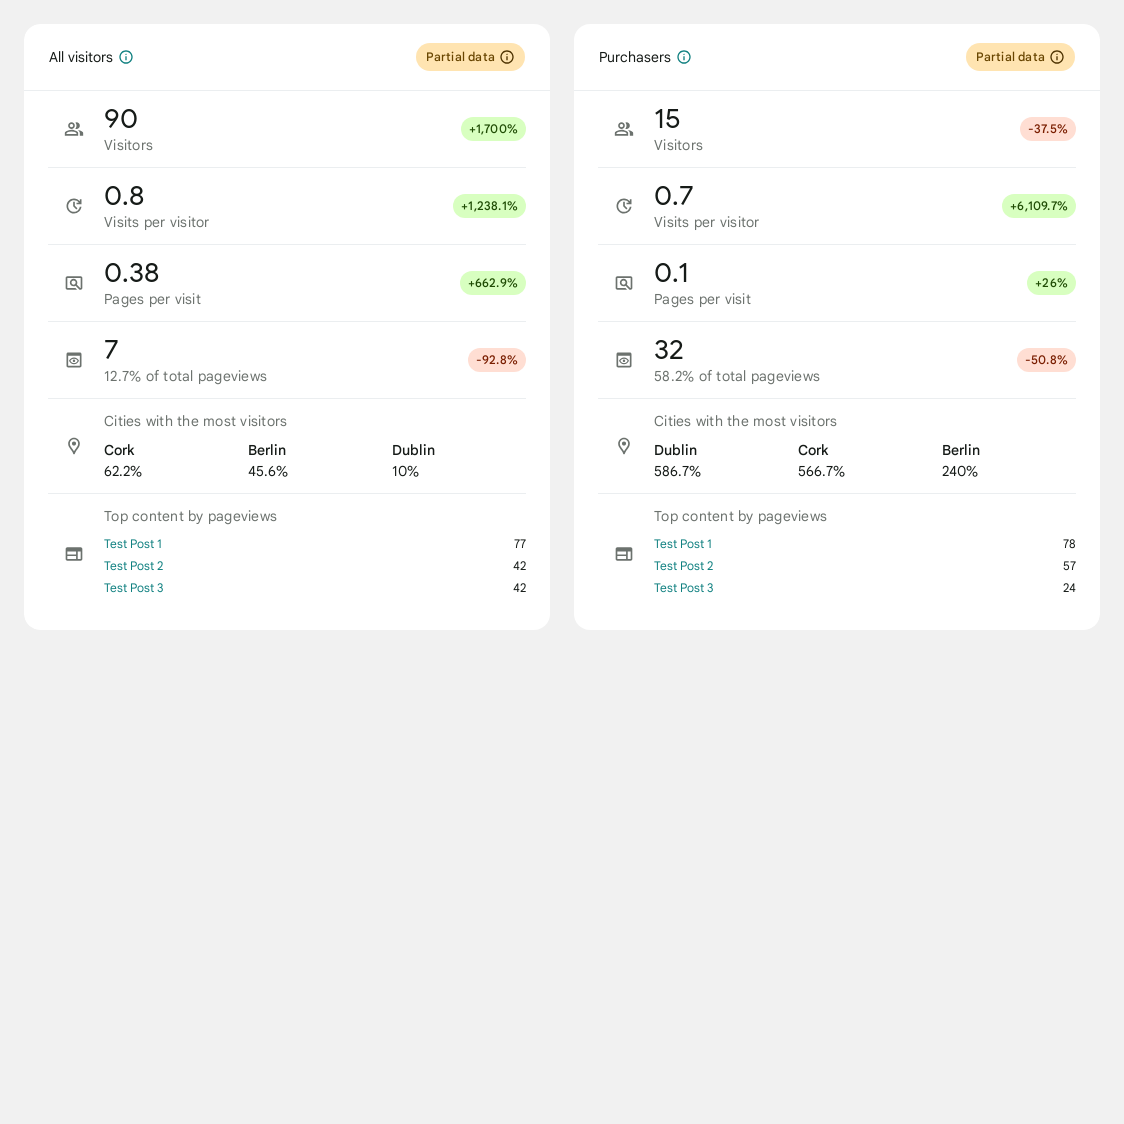 All visitors
Partial data
90
Visitors
+1,700%
0.8
Visits per visitor
+1,238.1%
0.38
Pages per visit
+662.9%
7
12.7% of total pageviews
-92.8%
Cities with the most visitors
Cork Berlin Dublin
62.2% 45.6% 10%
Top content by pageviews
Test Post 1 77
Test Post 2 42
Test Post 3 42
Purchasers
Partial data
15
Visitors
-37.5%
0.7
Visits per visitor
+6,109.7%
0.1
Pages per visit
+26%
32
58.2% of total pageviews
-50.8%
Cities with the most visitors
Dublin Cork Berlin
586.7% 566.7% 240%
Top content by pageviews
Test Post 1 78
Test Post 2 57
Test Post 3 24